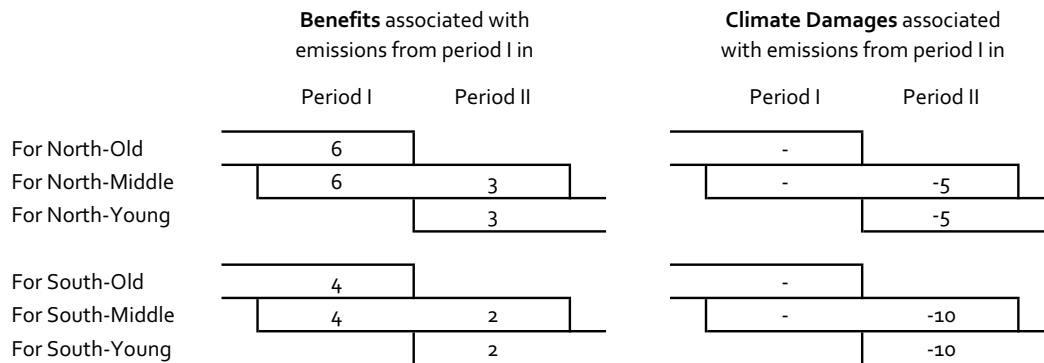 Benefits associated with emissions from period I in
Climate Damages associated with emissions from period I in
Period I Period II Period I Period II
For North-Old 6 -
For North-Middle 6 3 - -5
For North-Young 3 -5
For South-Old 4 -
For South-Middle 4 2 - -10
For South-Young 2 -10